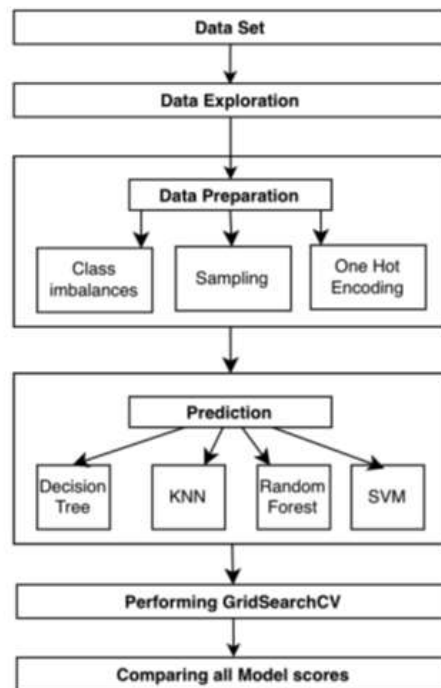 Data Set
Data Exploration
Data Preparation
Class
imbalances
Sampling
One Hot
Encoding
Prediction
Decision
Tree
KNN
Random
Forest
SVM
Performing GridSearchCV
Comparing all Model scores